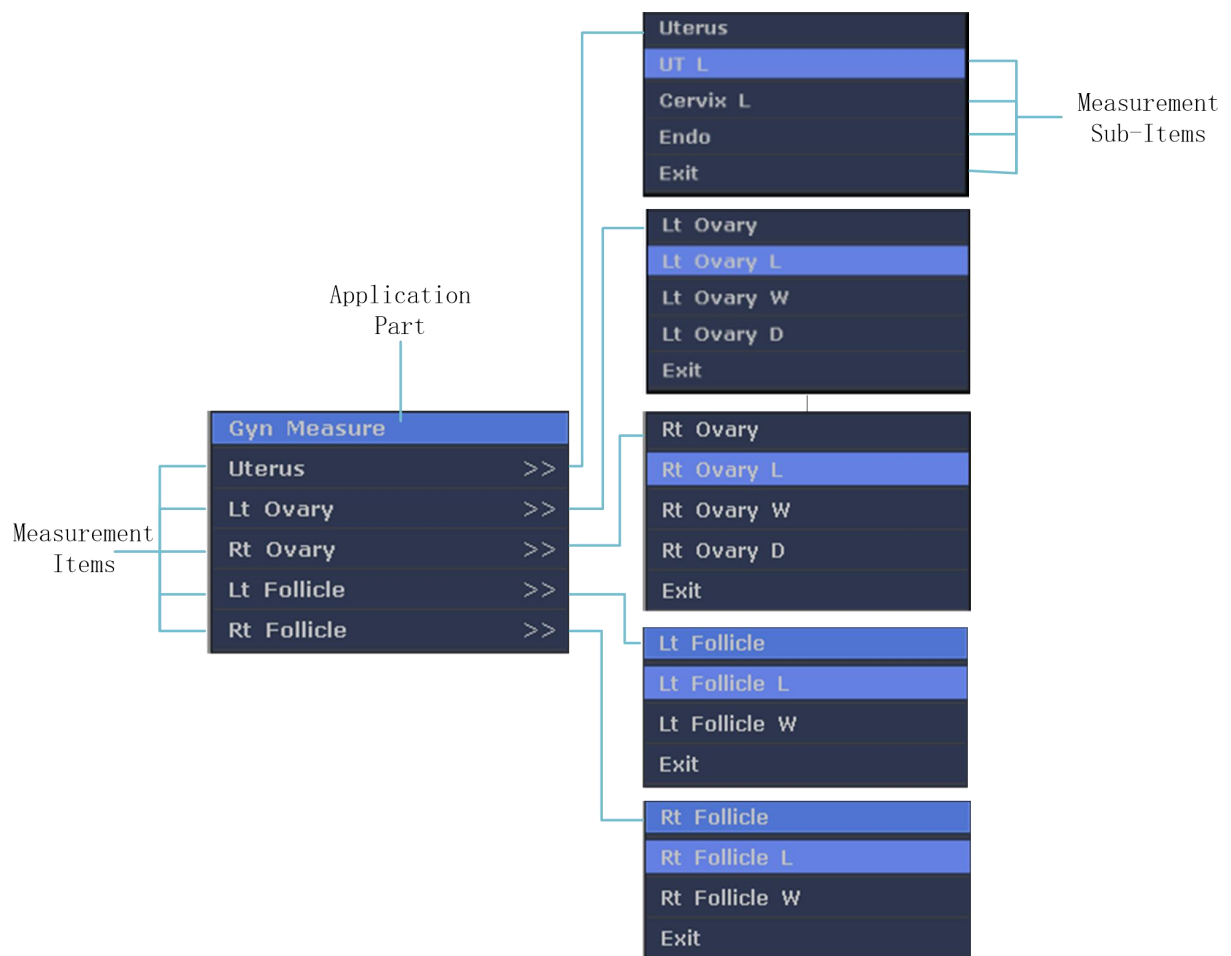 Uterus
UT L
Cervix L
Endo
Exit
Measurement
Sub-Items
Lt Ovary
Lt Ovary L
Lt Ovary W
Lt Ovary D
Exit
Application
Part
Gyn Measure
Uterus >>
Lt Ovary >>
Rt Ovary >>
Lt Follicle >>
Rt Follicle >>
Measurement
Items
Rt Ovary
Rt Ovary L
Rt Ovary W
Rt Ovary D
Exit
Lt Follicle
Lt Follicle L
Lt Follicle W
Exit
Rt Follicle
Rt Follicle L
Rt Follicle W
Exit